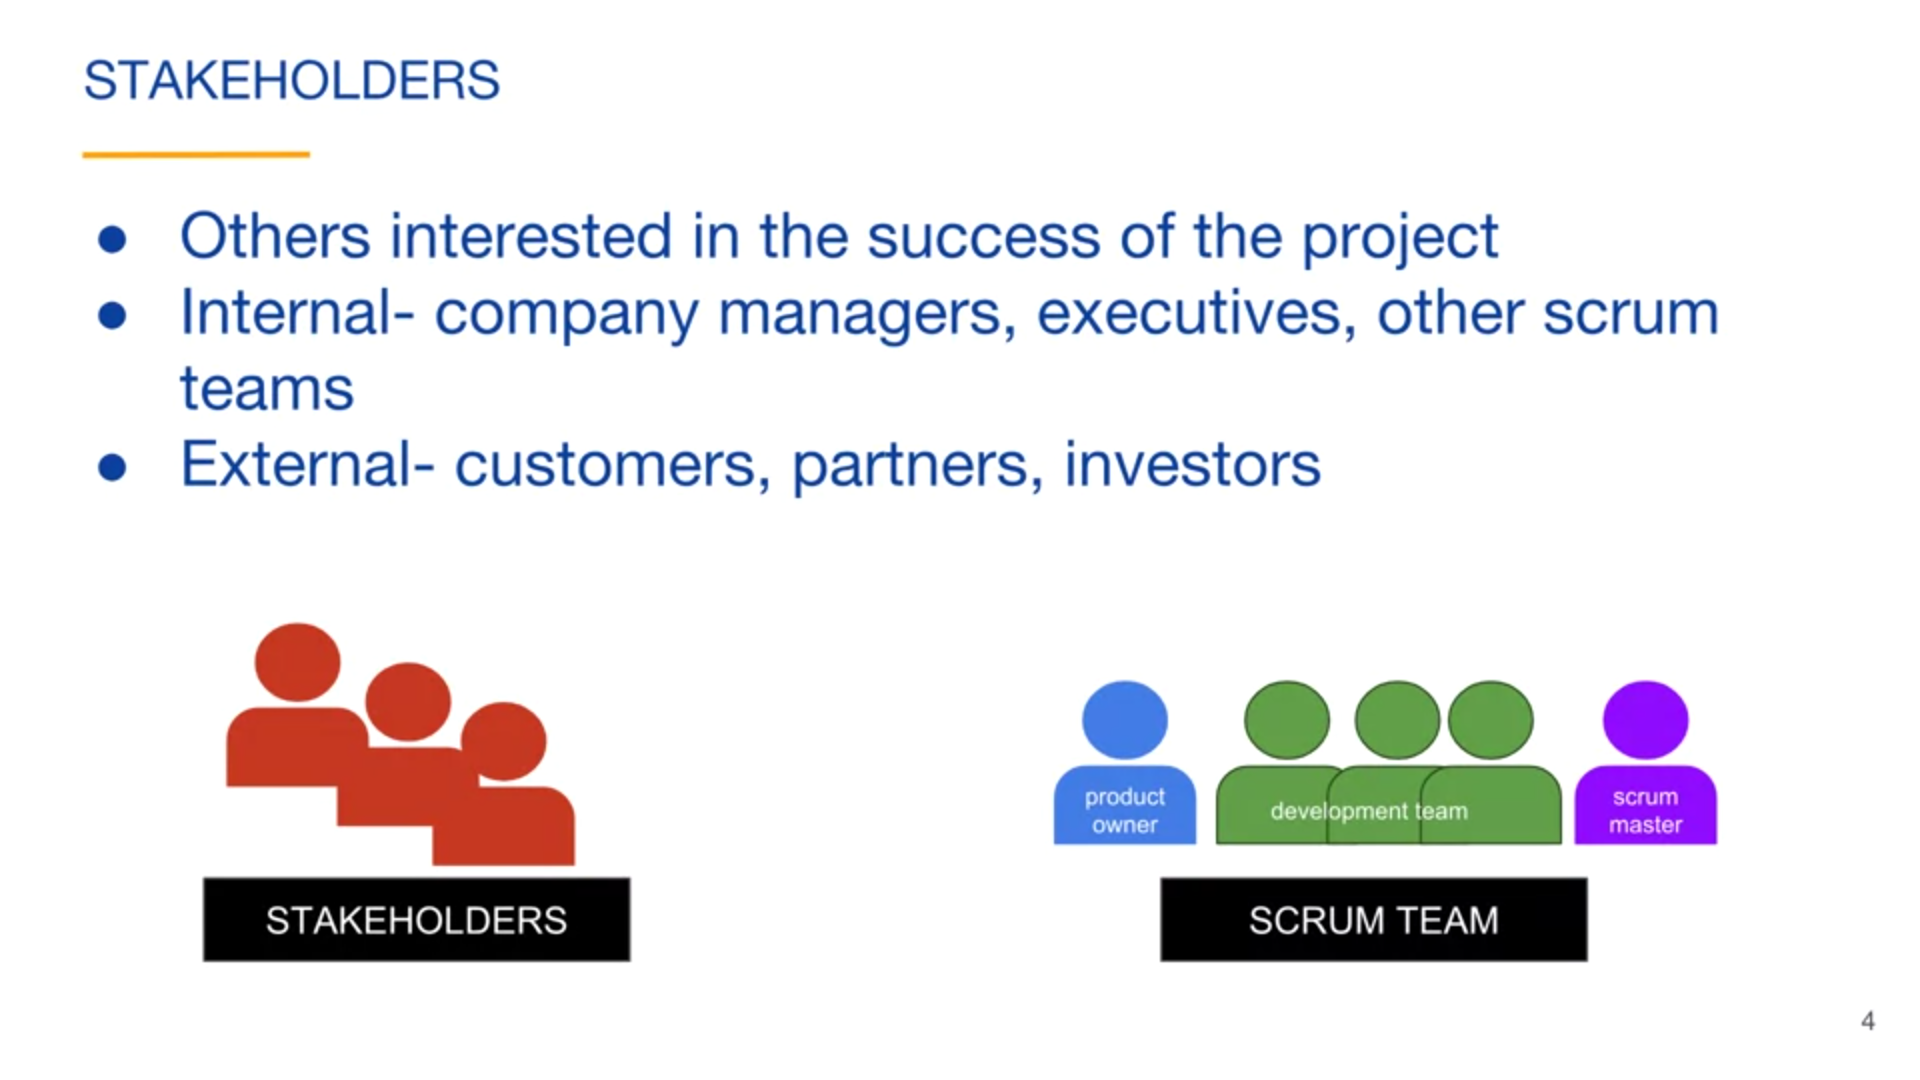 STAKEHOLDERS
● Others interested in the success of the project
● Internal- company managers, executives, other scrum
teams
● External- customers, partners, investors
product
owner
development team
scrum
master
STAKEHOLDERS
SCRUM TEAM
4